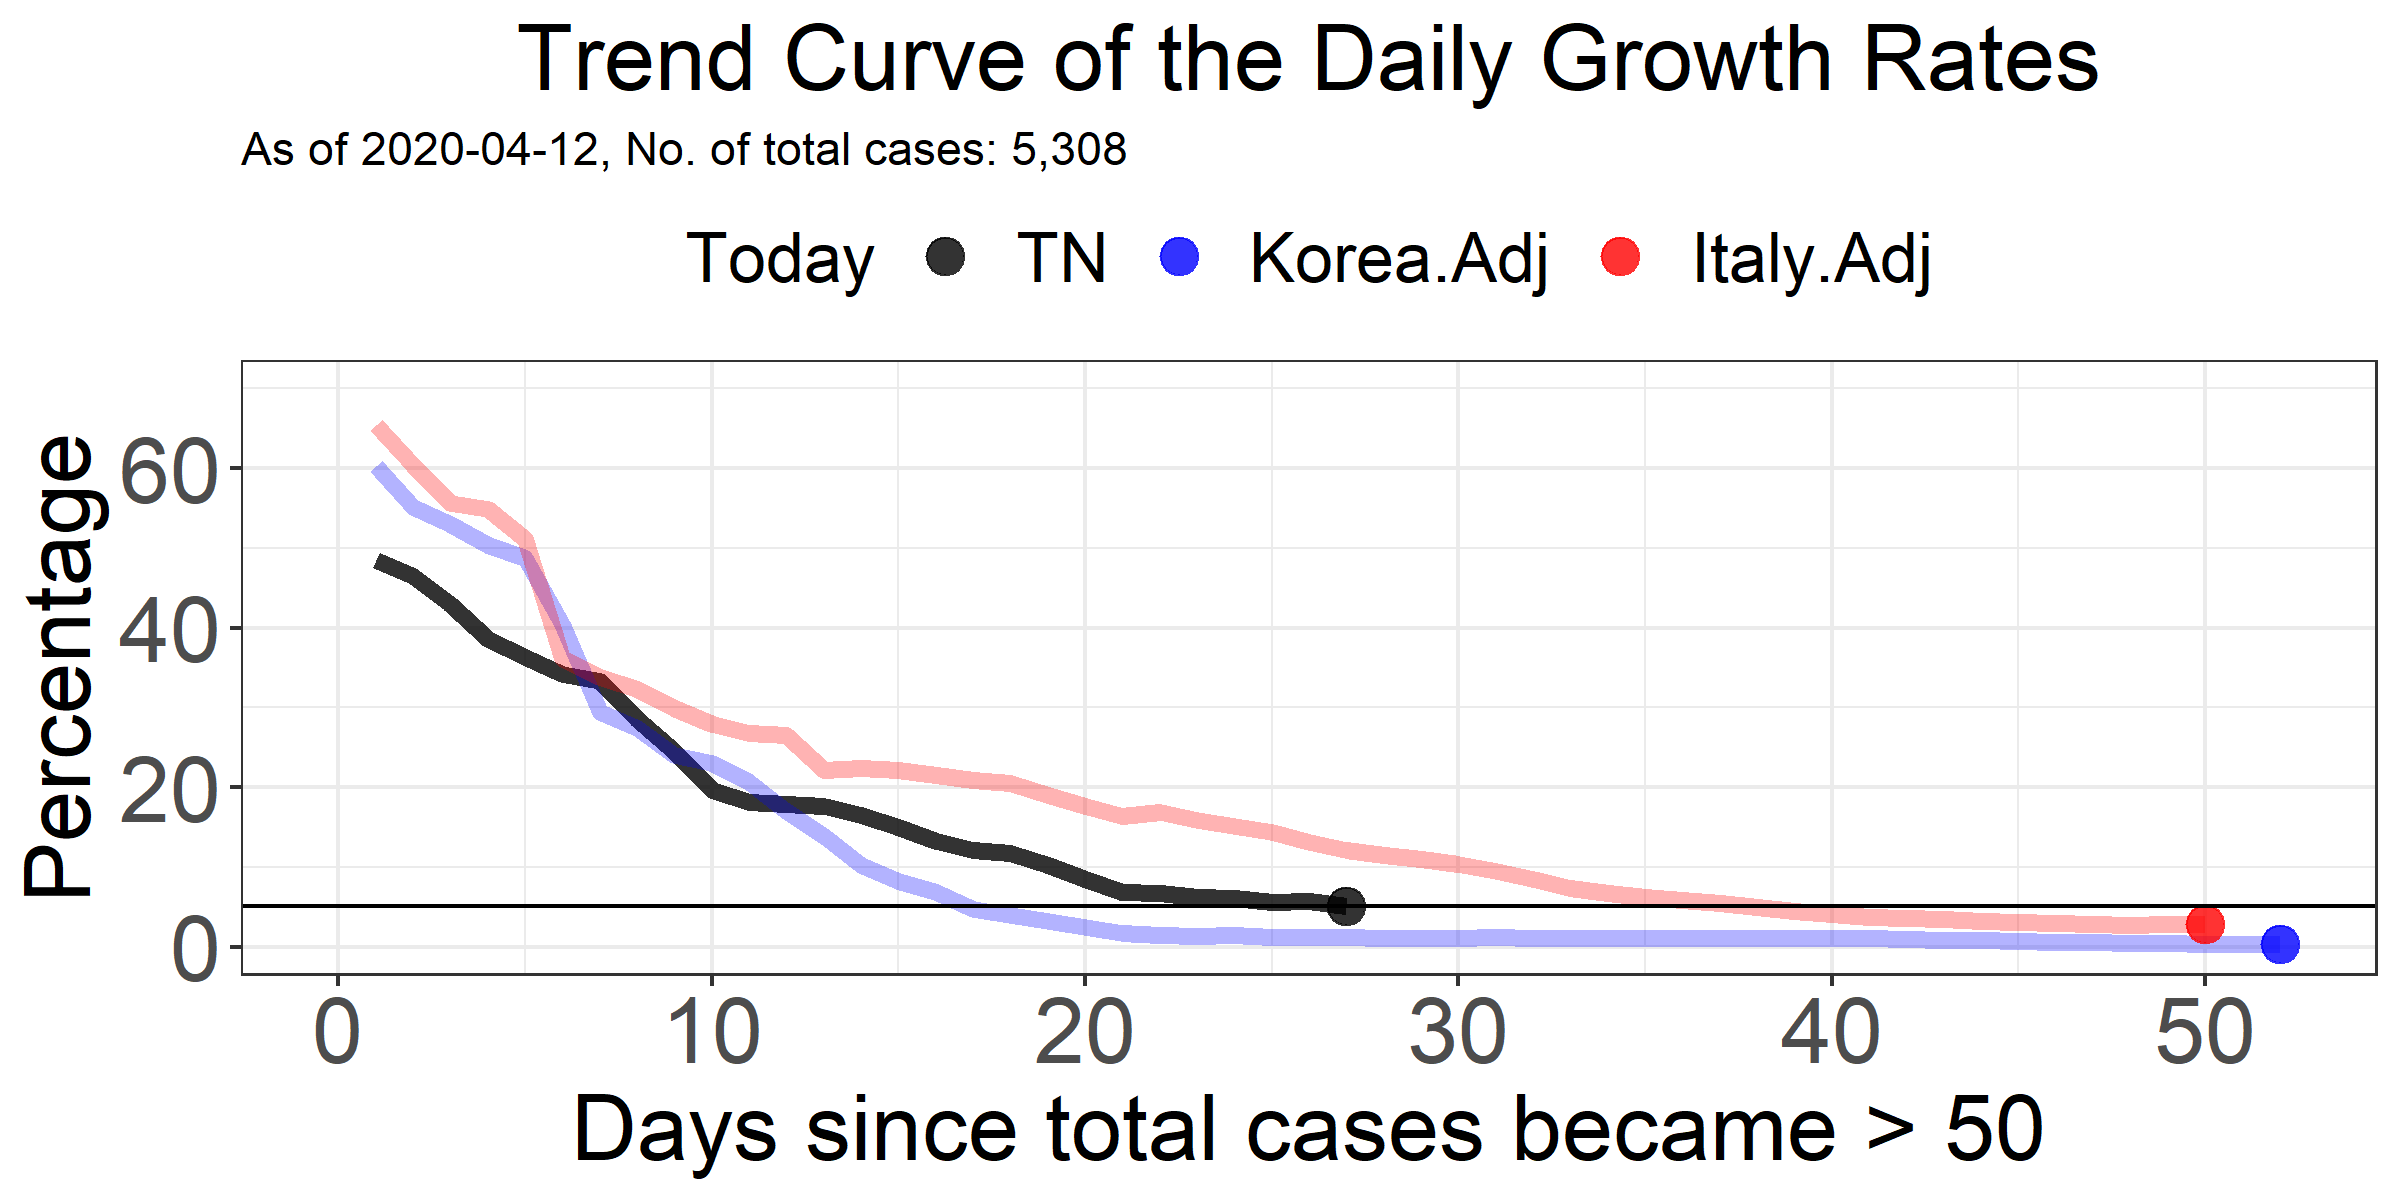 Trend Curve of the Daily Growth Rates
As of 2020-04-12, No. of total cases: 5,308
Today TN Korea.Adj Italy.Adj
Percentage
60
40
20
0
0 10 20 30 40 50
Days since total cases became > 50